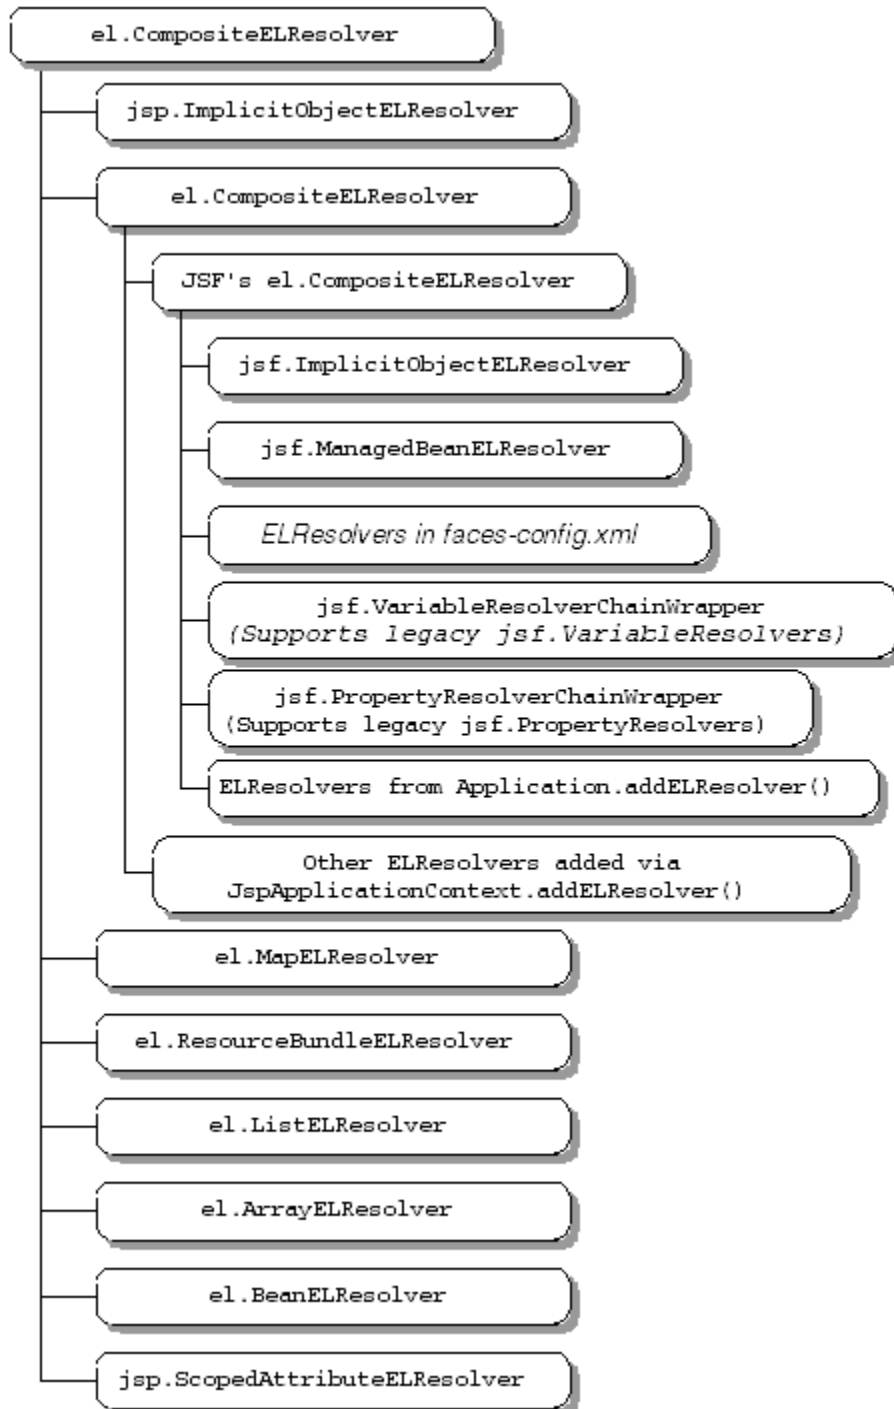 el.CompositeELResolver
jsp.ImplicitObjectELResolver
el.CompositeELResolver
JSF's el.CompositeELResolver
jsf.ImplicitObjectELResolver
jsf.ManagedBeanELResolver
ELResolvers in faces-config.xml
jsf.VariableResolverChainWrapper
(Supports legacy jsf.VariableResolvers)
jsf.PropertyResolverChainWrapper
(Supports legacy jsf.PropertyResolvers)
ELResolvers from Application.addELResolver()
Other ELResolvers added via
JspApplicationContext.addELResolver()
el.MapELResolver
el.ResourceBundleELResolver
el.ListELResolver
el.ArrayELResolver
el.BeanELResolver
jsp.ScopedAttributeELResolver